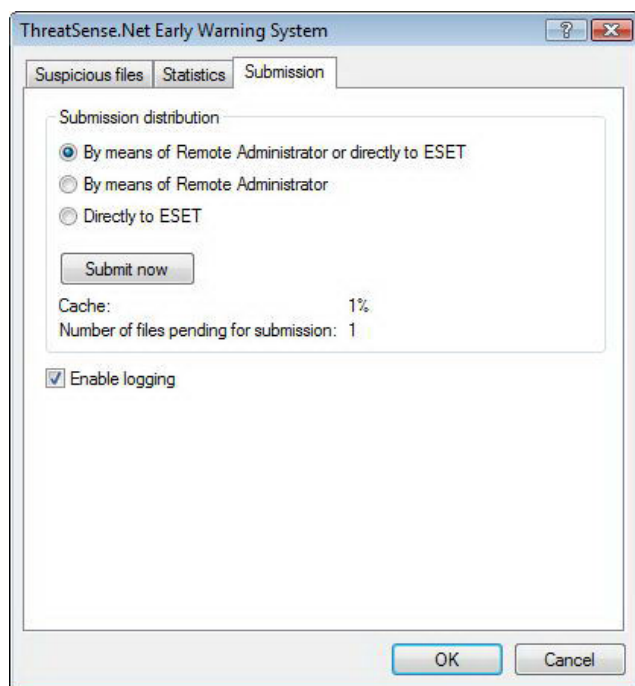 ThreatSense.Net Early Warning System
Suspicious files Statistics Submission
Submission distribution
By means of Remote Administrator or directly to ESET
By means of Remote Administrator
Directly to ESET
Submit now
Cache: 1%
Number of files pending for submission: 1
Enable logging
OK Cancel